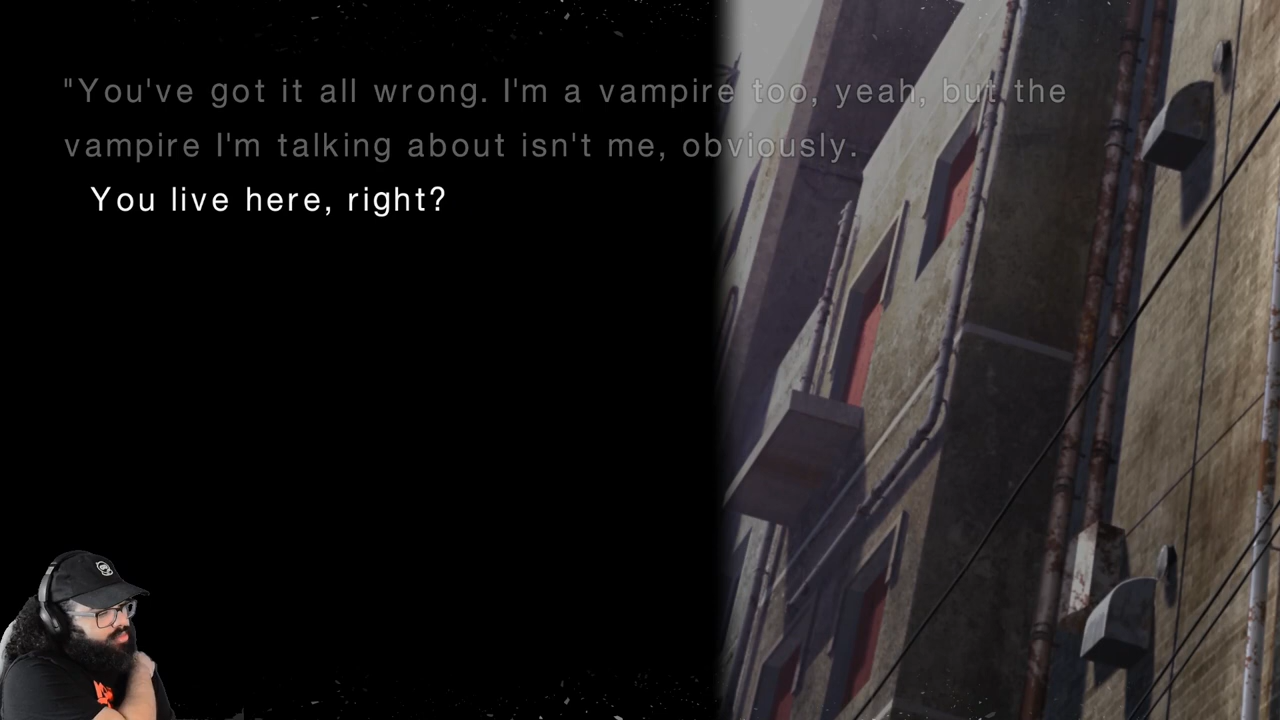 "You've got it all wrong. I'm a vampire too, yeah, but the
vampire I'm talking about isn't me, obviously.
You live here, right?